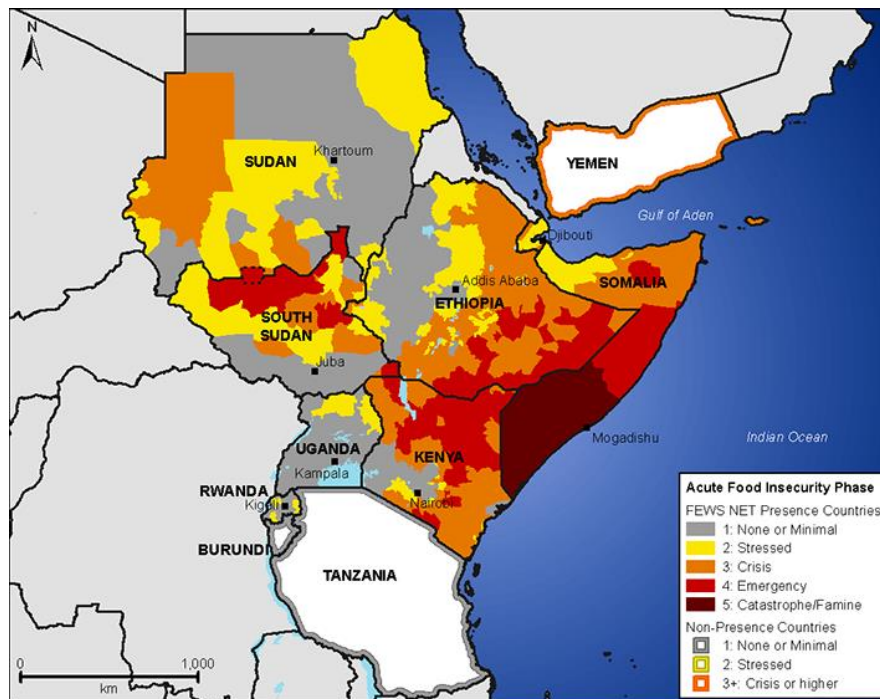 N
SUDAN
Khartoum
YEMEN
Gulf of Aden
Djibouti
Addis Ababa
ETHIOPIA
SOMALIA
SOUTH
SUDAN
Juba
Mogadishu
Indian Ocean
UGANDA
Kampala
KENYA
Nairobi
RWANDA
Kigali
BURUNDI
TANZANIA
0 1,000
km
Acute Food Insecurity Phase
FEWS NET Presence Countries
1: None or Minimal
2: Stressed
3: Crisis
4: Emergency
5: Catastrophe/Famine
Non-Presence Countries
1: None or Minimal
2: Stressed
3+: Crisis or higher